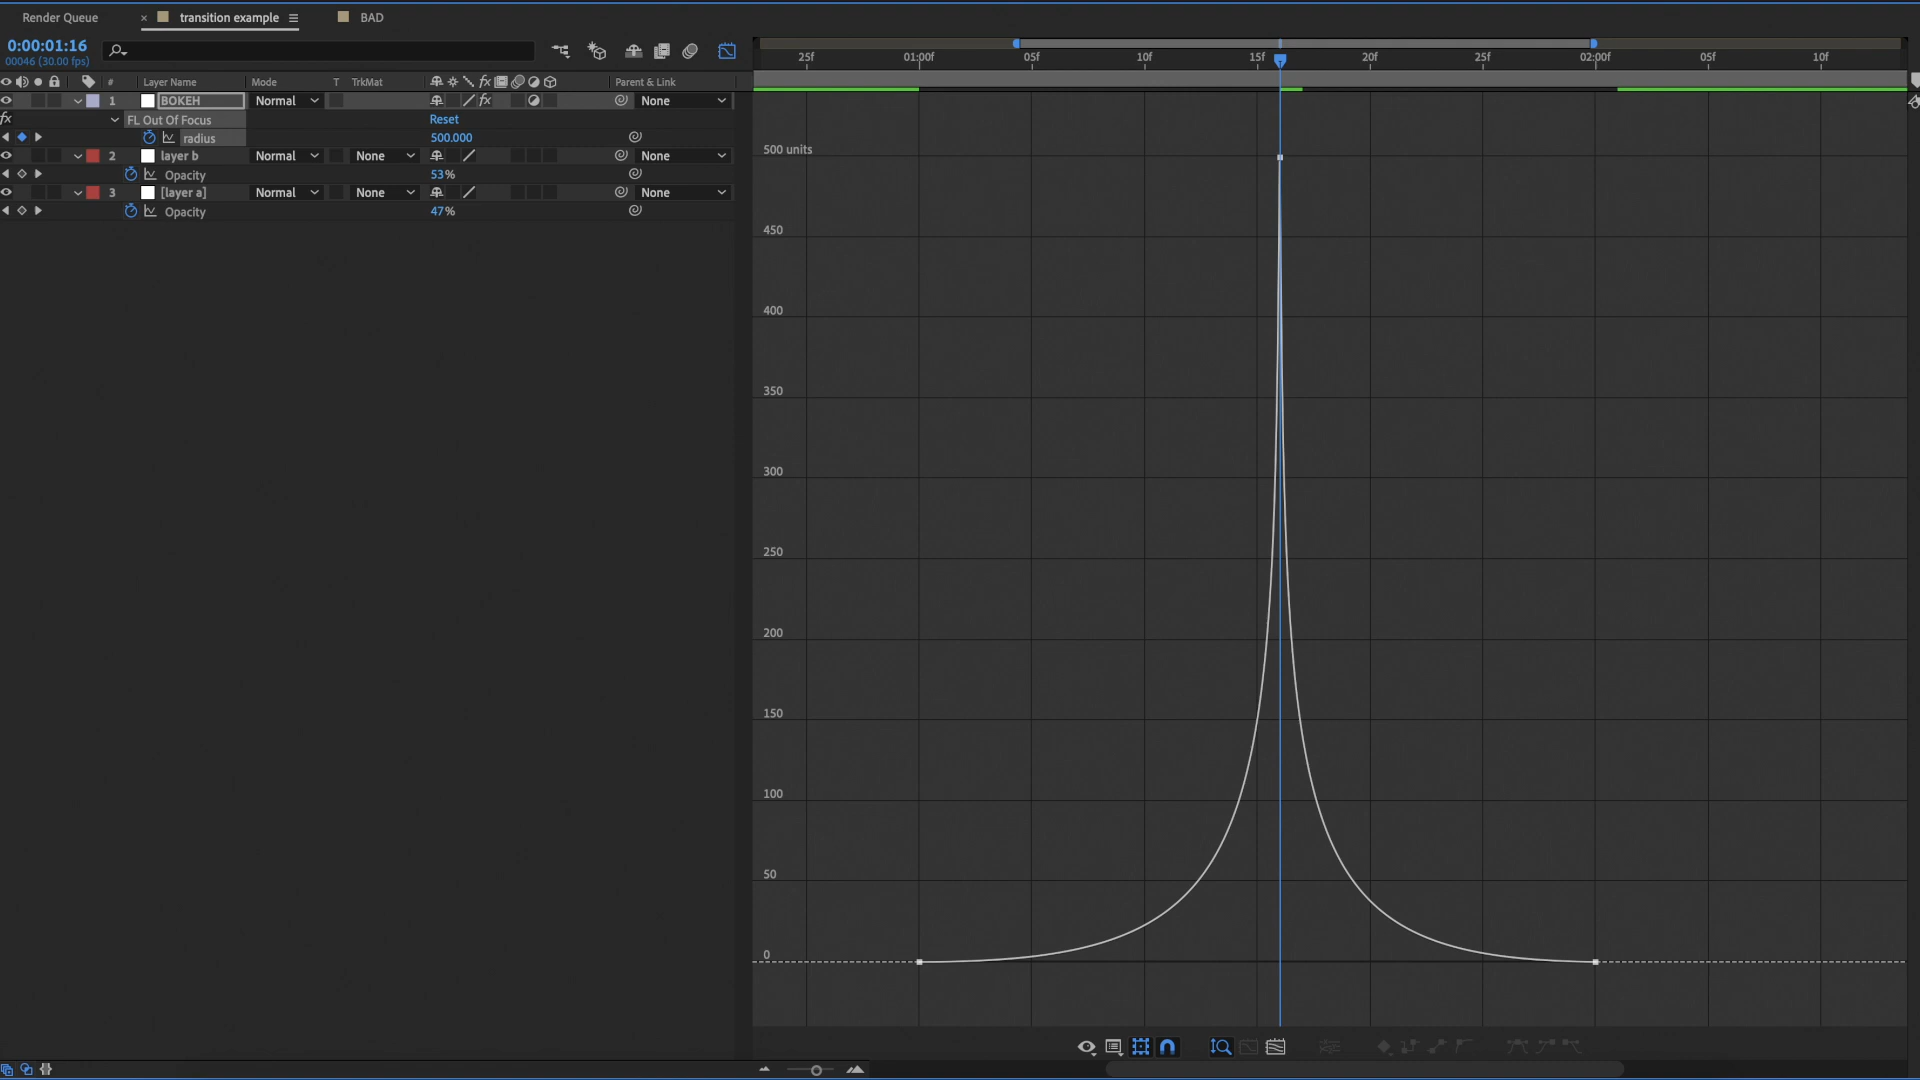 Render Queue × transition example BAD
0:00:01:16
00046 (30.00 fps)
25f 01:00f 05f 10f 15f 20f 25f 02:00f 05f 10f
# Layer Name Mode T TrkMat fx Parent & Link
1 BOKEH Normal fx None
fx FL Out Of Focus Reset
radius 500.000
2 layer b Normal None None
Opacity 53%
3 [layer a] Normal None None
Opacity 47%
500 units
450
400
350
300
250
200
150
100
50
0